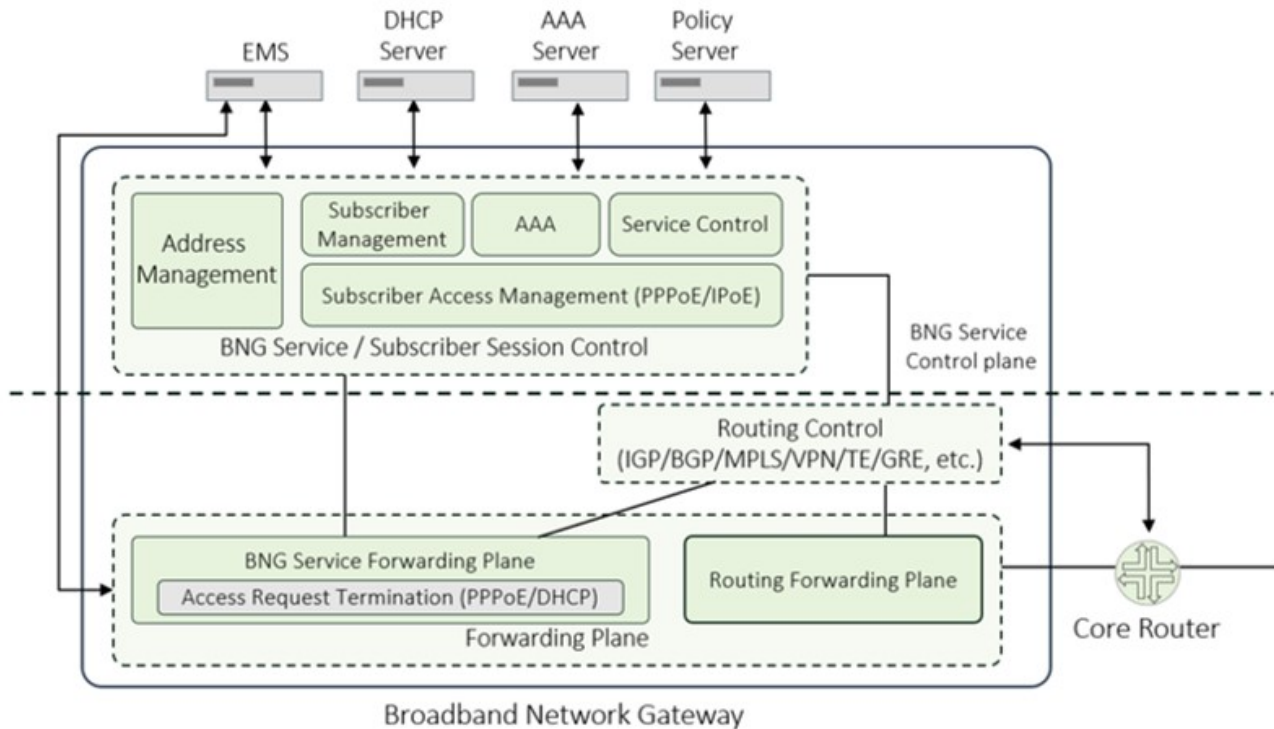 EMS
DHCP
Server
AAA
Server
Policy
Server
Address
Management
Subscriber
Management
AAA
Service Control
Subscriber Access Management (PPPoE/IPoE)
BNG Service / Subscriber Session Control
BNG Service
Control plane
Routing Control
(IGP/BGP/MPLS/VPN/TE/GRE, etc.)
BNG Service Forwarding Plane
Access Request Termination (PPPoE/DHCP)
Routing Forwarding Plane
Forwarding Plane
Core Router
Broadband Network Gateway